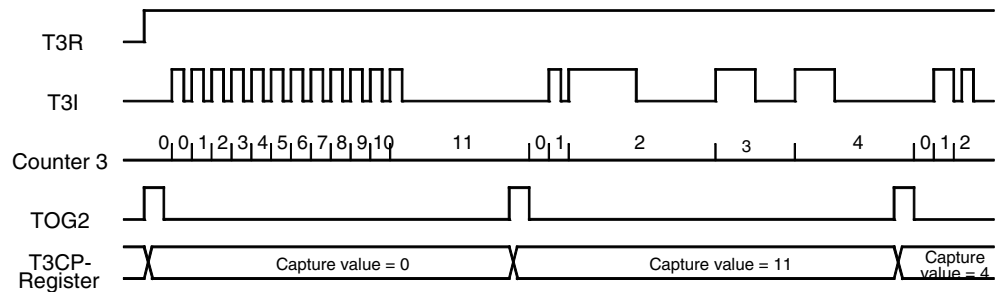 T3R
T3I
0 0 1 2 3 4 5 6 7 8 9 10 11 0 1 2 3 4 0 1 2
Counter 3
TOG2
T3CP-
Register
Capture value = 0
Capture value = 11
Capture
value = 4